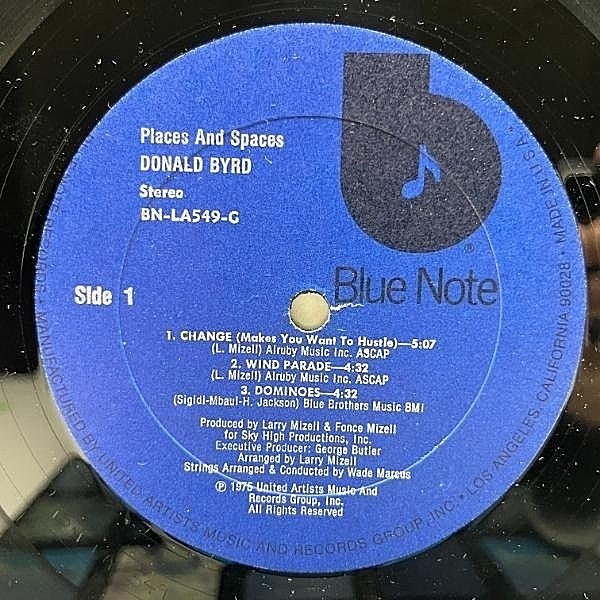 Places And Spaces
DONALD BYRD
Stereo
BN-LA549-G
b
®
Blue Note
Side 1
1. CHANGE (Makes You Want To Hustle)—5:07
(L. Mizell) Alruby Music Inc. ASCAP
2. WIND PARADE—4:32
(L. Mizell) Alruby Music Inc. ASCAP
3. DOMINOES—4:32
(Sigidi-Mbaul-H. Jackson) Blue Brothers Music BMI
Produced by Larry Mizell & Fonce Mizell
for Sky High Productions, Inc.
Executive Producer: George Butler
Arranged by Larry Mizell
Strings Arranged & Conducted by Wade Marcus
℗ 1975 United Artists Music And
Records Group, Inc.
All Rights Reserved
• MANUFACTURED BY UNITED ARTISTS MUSIC AND RECORDS GROUP, INC. • LOS ANGELES, CALIFORNIA 90028 • MADE IN U.S.A. •